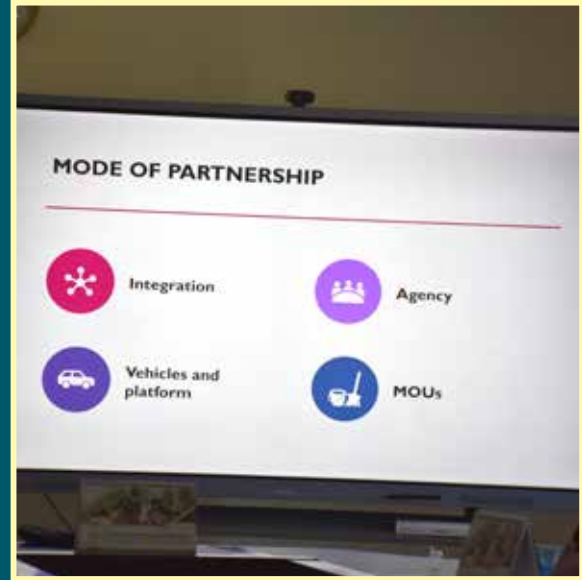 MODE OF PARTNERSHIP
Integration
Agency
Vehicles and
platform
MOUs